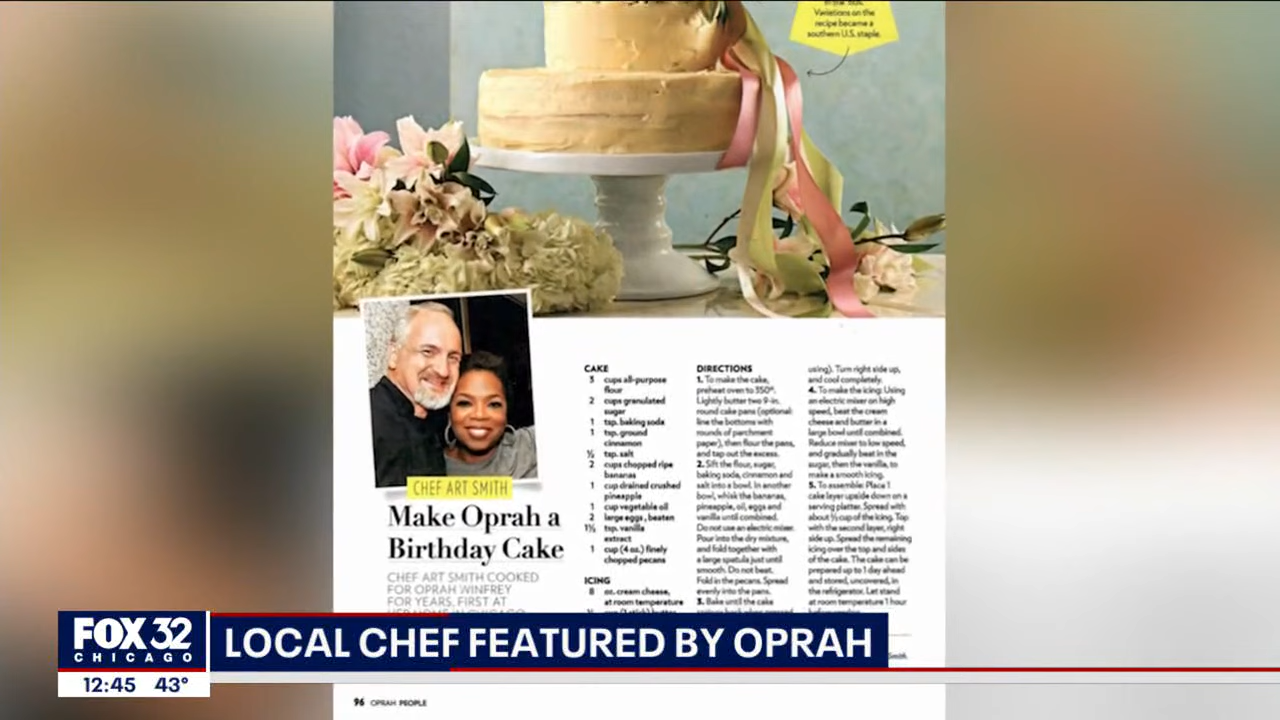 Variations on the
recipe became a
southern U.S. staple.
CHEF ART SMITH
Make Oprah a
Birthday Cake
CHEF ART SMITH COOKED
FOR OPRAH WINFREY
FOR YEARS, FIRST AT
CAKE
3 cups all-purpose
flour
2 cups granulated
sugar
1 tsp. baking soda
1 tsp. ground
cinnamon
½ tsp. salt
2 cups chopped ripe
bananas
1 cup drained crushed
pineapple
1 cup vegetable oil
2 large eggs, beaten
1½ tsp. vanilla
extract
1 cup (4 oz.) finely
chopped pecans
ICING
8 oz. cream cheese,
at room temperature
DIRECTIONS
1. To make the cake,
preheat oven to 350°.
Lightly butter two 9-in.
round cake pans (optional:
line the bottoms with
rounds of parchment
paper), then flour the pans,
and tap out the excess.
2. Sift the flour, sugar,
baking soda, cinnamon and
salt into a bowl. In another
bowl, whisk the bananas,
pineapple, oil, eggs and
vanilla until combined.
Do not use an electric mixer.
Pour into the dry mixture,
and fold together with
a large spatula just until
smooth. Do not beat.
Fold in the pecans. Spread
evenly into the pans.
3. Bake until the cake
using). Turn right side up,
and cool completely.
4. To make the icing: Using
an electric mixer on high
speed, beat the cream
cheese and butter in a
large bowl until combined.
Reduce mixer to low speed,
and gradually beat in the
sugar, then the vanilla, to
make a smooth icing.
5. To assemble: Place 1
cake layer upside down on a
serving platter. Spread with
about ⅔ cup of the icing. Top
with the second layer, right
side up. Spread the remaining
icing over the top and sides
of the cake. The cake can be
prepared up to 1 day ahead
and stored, uncovered, in
the refrigerator. Let stand
at room temperature 1 hour
Smith.
FOX 32
CHICAGO
LOCAL CHEF FEATURED BY OPRAH
12:45 43°
96 OPRAH PEOPLE